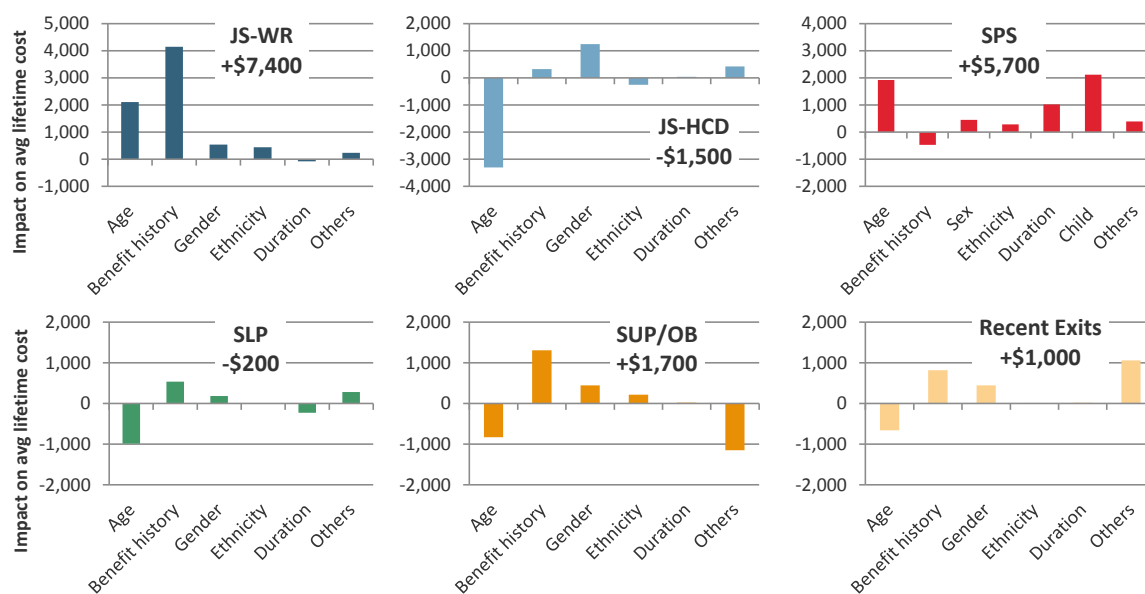 Impact on avg lifetime cost
5,000
4,000
3,000
2,000
1,000
0
-1,000
JS-WR
+$7,400
Age
Benefit history
Gender
Ethnicity
Duration
Others
2,000
1,000
0
-1,000
-2,000
-3,000
-4,000
JS-HCD
-$1,500
Age
Benefit history
Gender
Ethnicity
Duration
Others
4,000
3,000
2,000
1,000
0
-1,000
-2,000
SPS
+$5,700
Age
Benefit history
Sex
Ethnicity
Duration
Child
Others
Impact on avg lifetime cost
2,000
1,000
0
-1,000
-2,000
SLP
-$200
Age
Benefit history
Gender
Ethnicity
Duration
Others
2,000
1,000
0
-1,000
-2,000
SUP/OB
+$1,700
Age
Benefit history
Gender
Ethnicity
Duration
Others
2,000
1,000
0
-1,000
-2,000
Recent Exits
+$1,000
Age
Benefit history
Gender
Ethnicity
Duration
Others